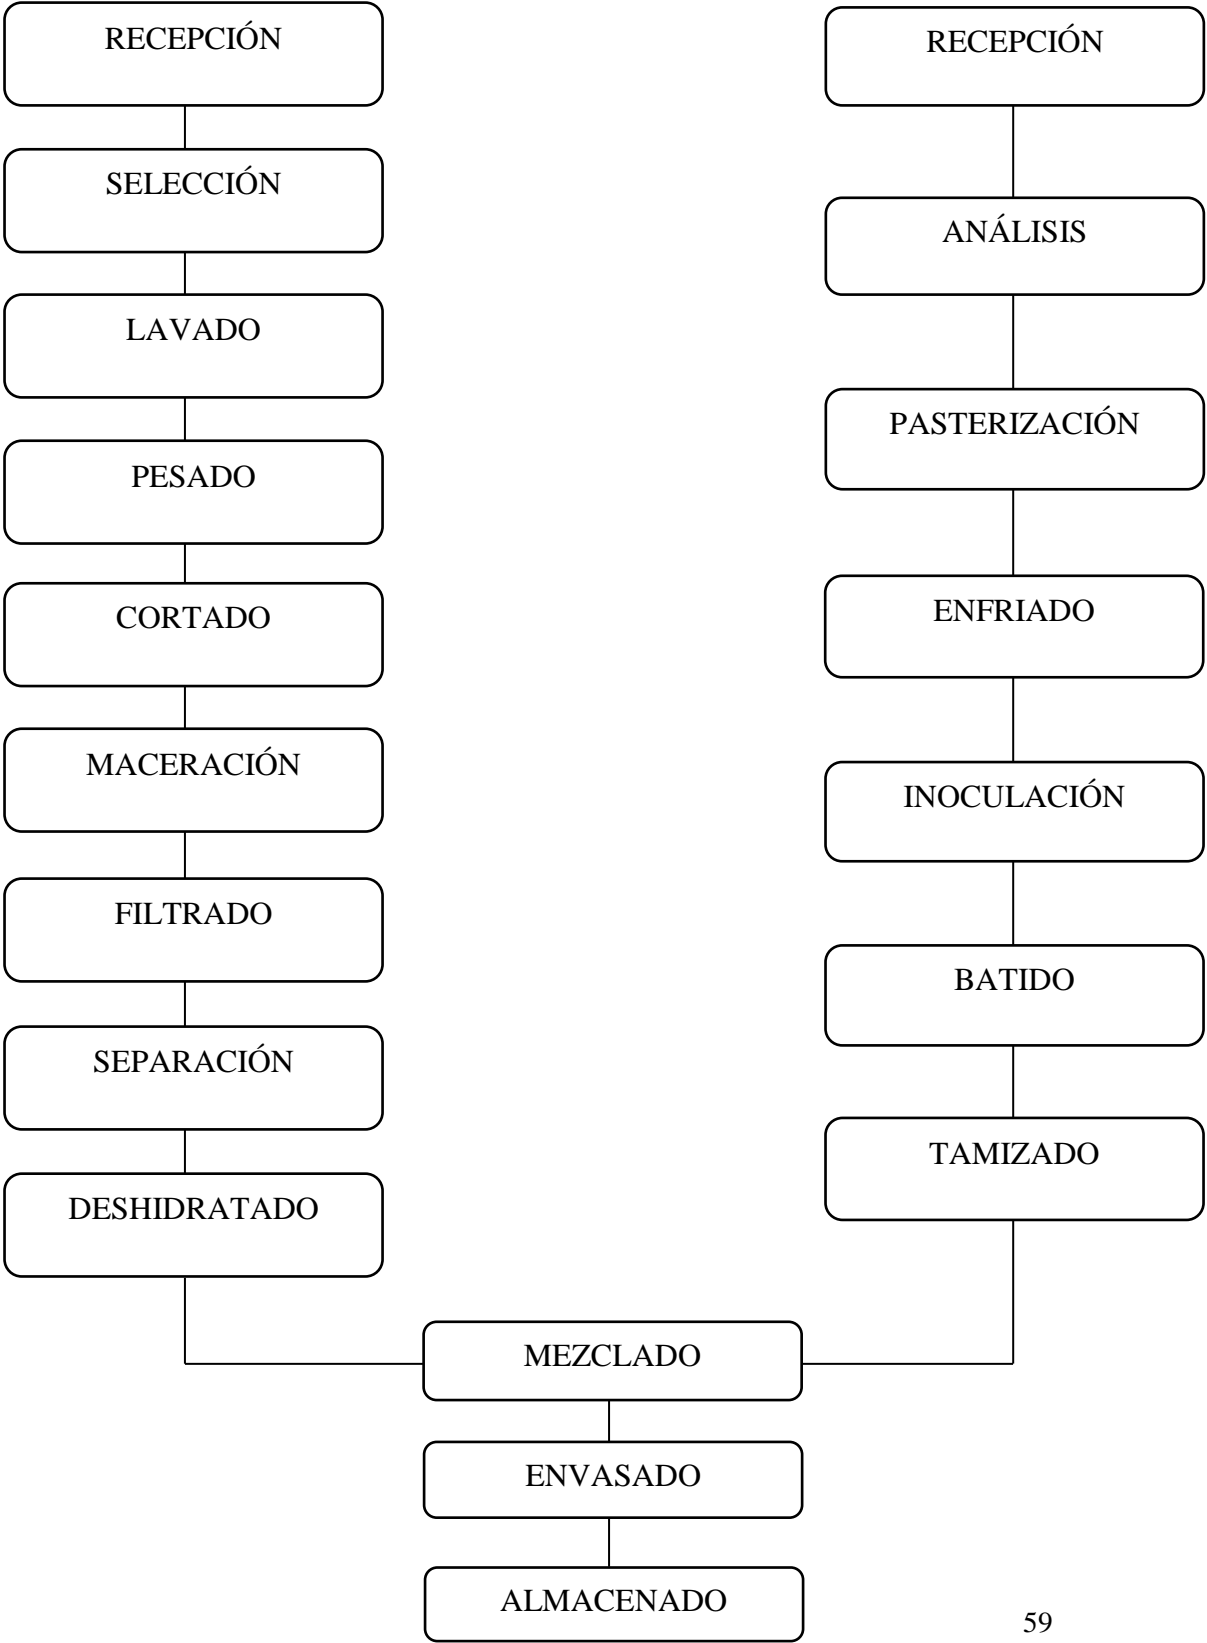 RECEPCIÓN
SELECCIÓN
LAVADO
PESADO
CORTADO
MACERACIÓN
FILTRADO
SEPARACIÓN
DESHIDRATADO
RECEPCIÓN
ANÁLISIS
PASTERIZACIÓN
ENFRIADO
INOCULACIÓN
BATIDO
TAMIZADO
MEZCLADO
ENVASADO
ALMACENADO
59